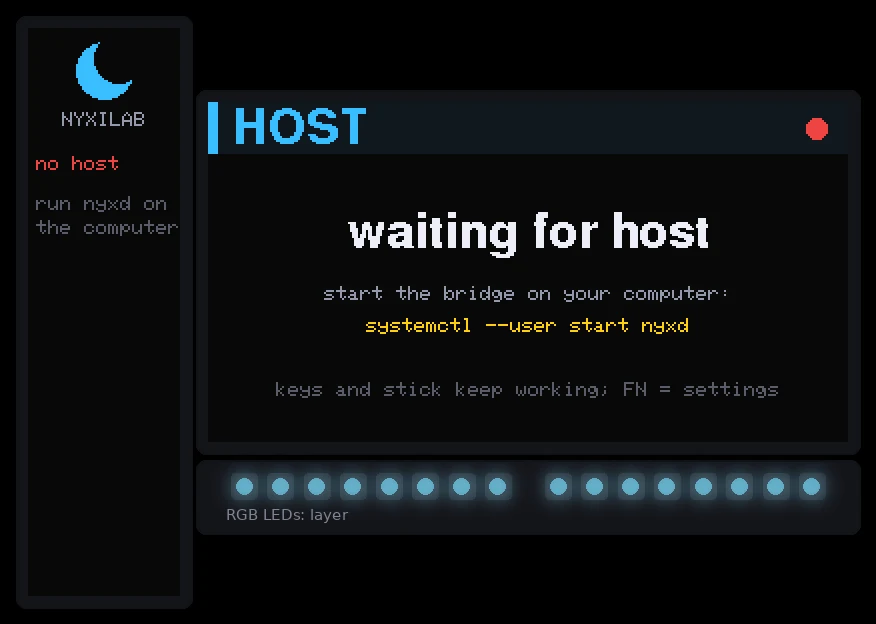 NYXILAB
no host
run nyxd on
the computer
HOST
waiting for host
start the bridge on your computer:
systemctl --user start nyxd
keys and stick keep working; FN = settings
RGB LEDs: layer